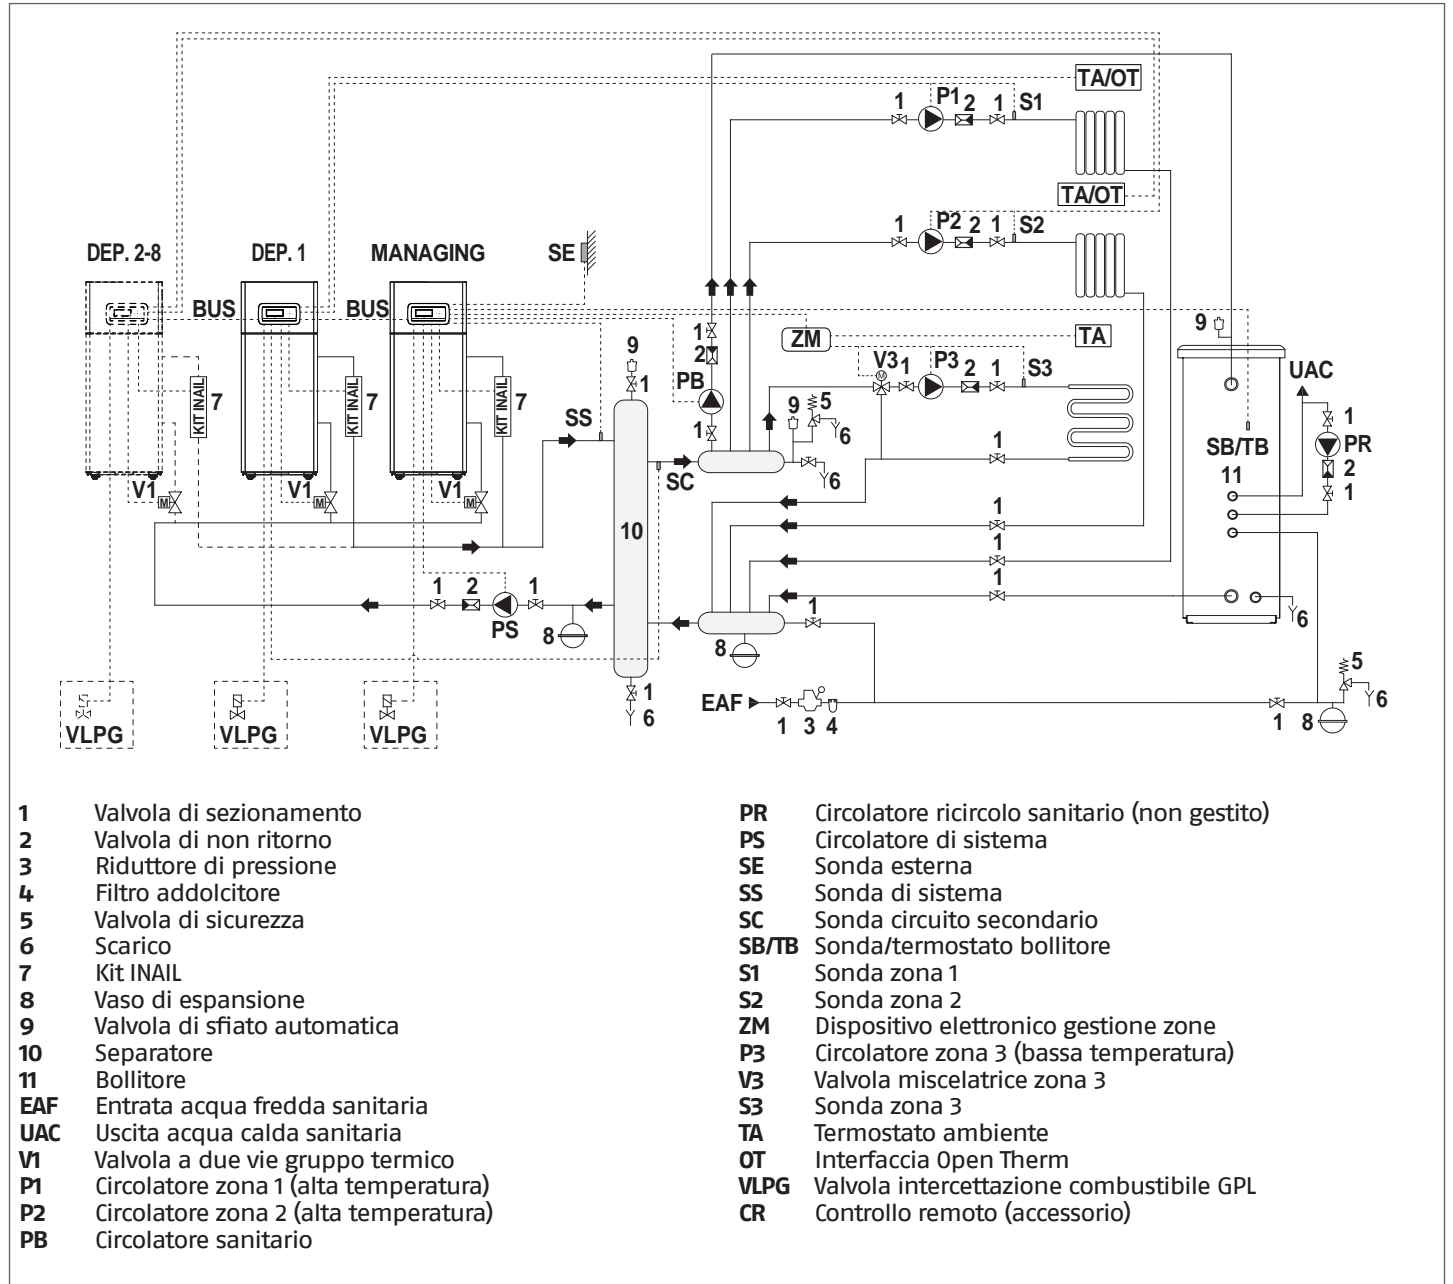 TA/OT
1 P1 2 1 S1
TA/OT
1 P2 2 1 S2
DEP. 2-8 DEP. 1 MANAGING SE
BUS BUS
ZM TA
9 1 2 PB 1
V3 1 P3 2 1 S3
9 UAC
KIT INAIL 7 KIT INAIL 7 KIT INAIL 7
SS 9 1
9 5 6 6
M
SC
SB/TB
11
1 PR 2 1
V1 V1 V1
M M M
10
1
1
1
1
1
1 2 PS 1 8
8
6
5
6
VLPG VLPG VLPG
1
6
EAF 1 3 4
1 8
1 Valvola di sezionamento
2 Valvola di non ritorno
3 Riduttore di pressione
4 Filtro addolcitore
5 Valvola di sicurezza
6 Scarico
7 Kit INAIL
8 Vaso di espansione
9 Valvola di sfiato automatica
10 Separatore
11 Bollitore
EAF Entrata acqua fredda sanitaria
UAC Uscita acqua calda sanitaria
V1 Valvola a due vie gruppo termico
P1 Circolatore zona 1 (alta temperatura)
P2 Circolatore zona 2 (alta temperatura)
PB Circolatore sanitario
PR Circolatore ricircolo sanitario (non gestito)
PS Circolatore di sistema
SE Sonda esterna
SS Sonda di sistema
SC Sonda circuito secondario
SB/TB Sonda/termostato bollitore
S1 Sonda zona 1
S2 Sonda zona 2
ZM Dispositivo elettronico gestione zone
P3 Circolatore zona 3 (bassa temperatura)
V3 Valvola miscelatrice zona 3
S3 Sonda zona 3
TA Termostato ambiente
OT Interfaccia Open Therm
VLPG Valvola intercettazione combustibile GPL
CR Controllo remoto (accessorio)